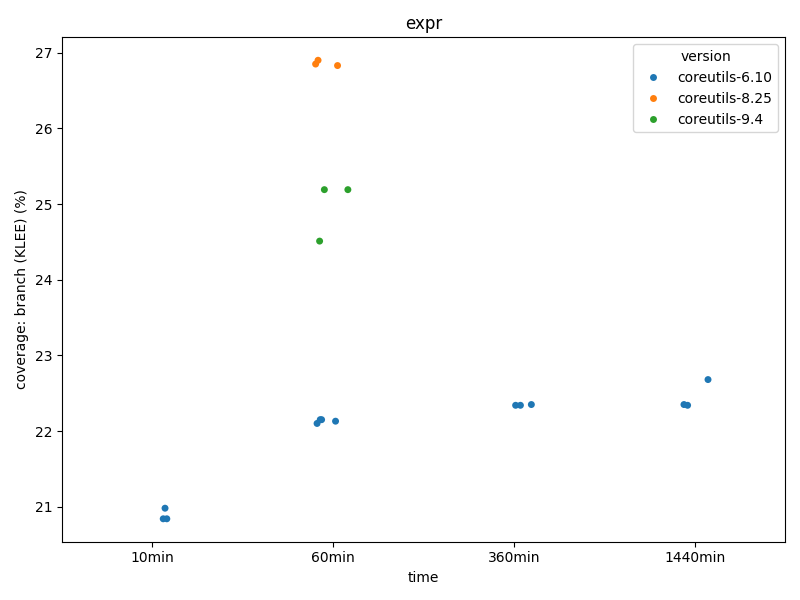 expr
version
coreutils-6.10
coreutils-8.25
coreutils-9.4
coverage: branch (KLEE) (%)
27
26
25
24
23
22
21
10min
60min
360min
1440min
time